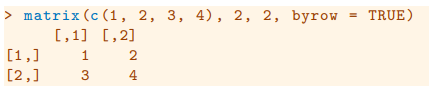 > matrix(c(1, 2, 3, 4), 2, 2, byrow = TRUE)
     [,1] [,2]
[1,]    1    2
[2,]    3    4